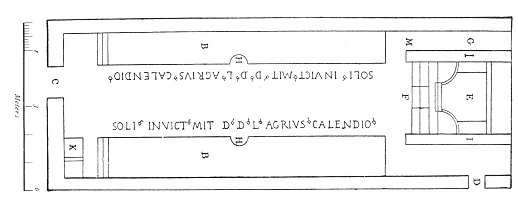 B
G
M
I
H
SOLI INVICT MIT D D L AGRIVS CALENDIO
C
F
E
Meters
SOLI INVICT MIT D D L AGRIVS CALENDIO
H
I
K
B
D